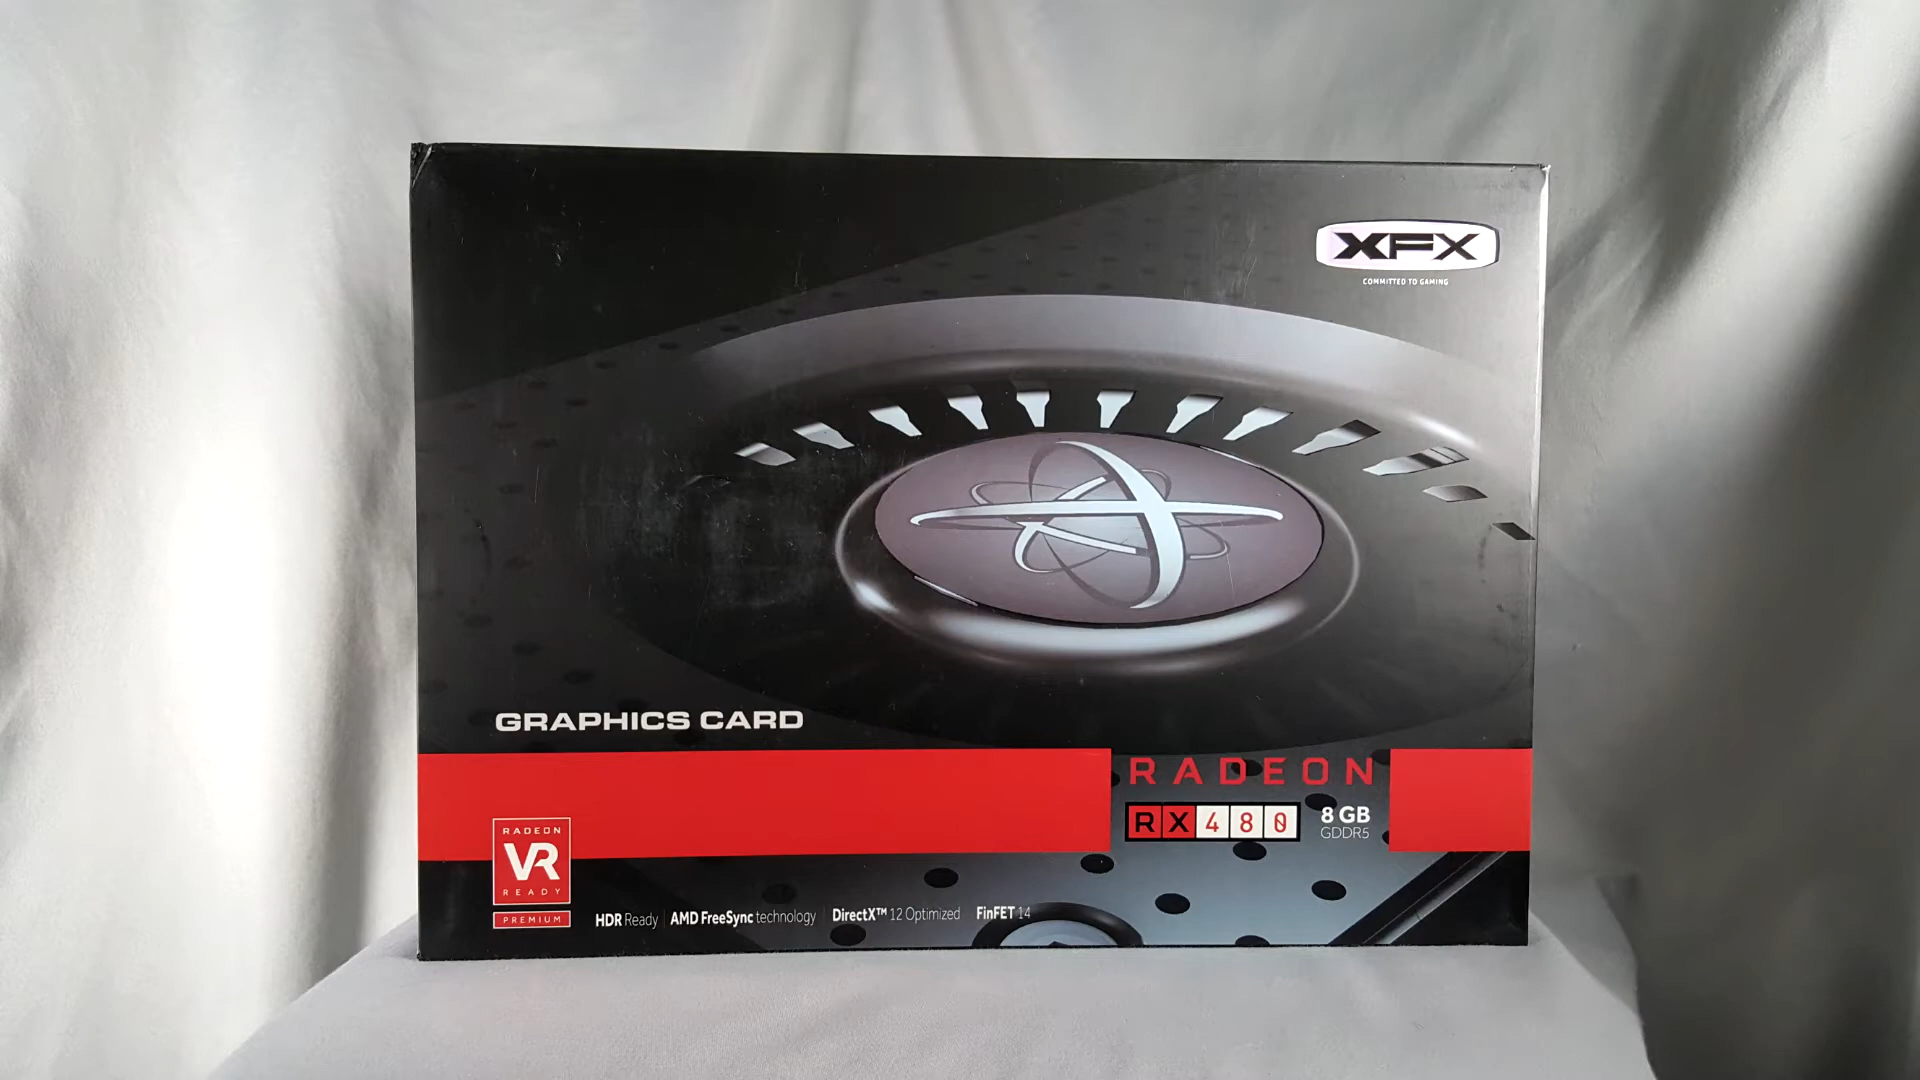 XFX
COMMITTED TO GAMING
GRAPHICS CARD
RADEON
RX 480
8 GB
GDDR5
RADEON
VR
READY
PREMIUM
HDR Ready AMD FreeSync technology DirectX™ 12 Optimized FinFET 14